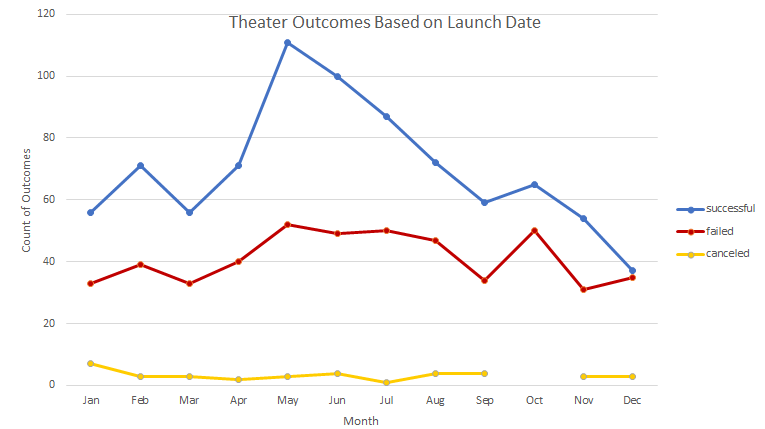 Theater Outcomes Based on Launch Date
120
100
80
60
40
20
0
Count of Outcomes
Jan Feb Mar Apr May Jun Jul Aug Sep Oct Nov Dec
Month
successful
failed
canceled